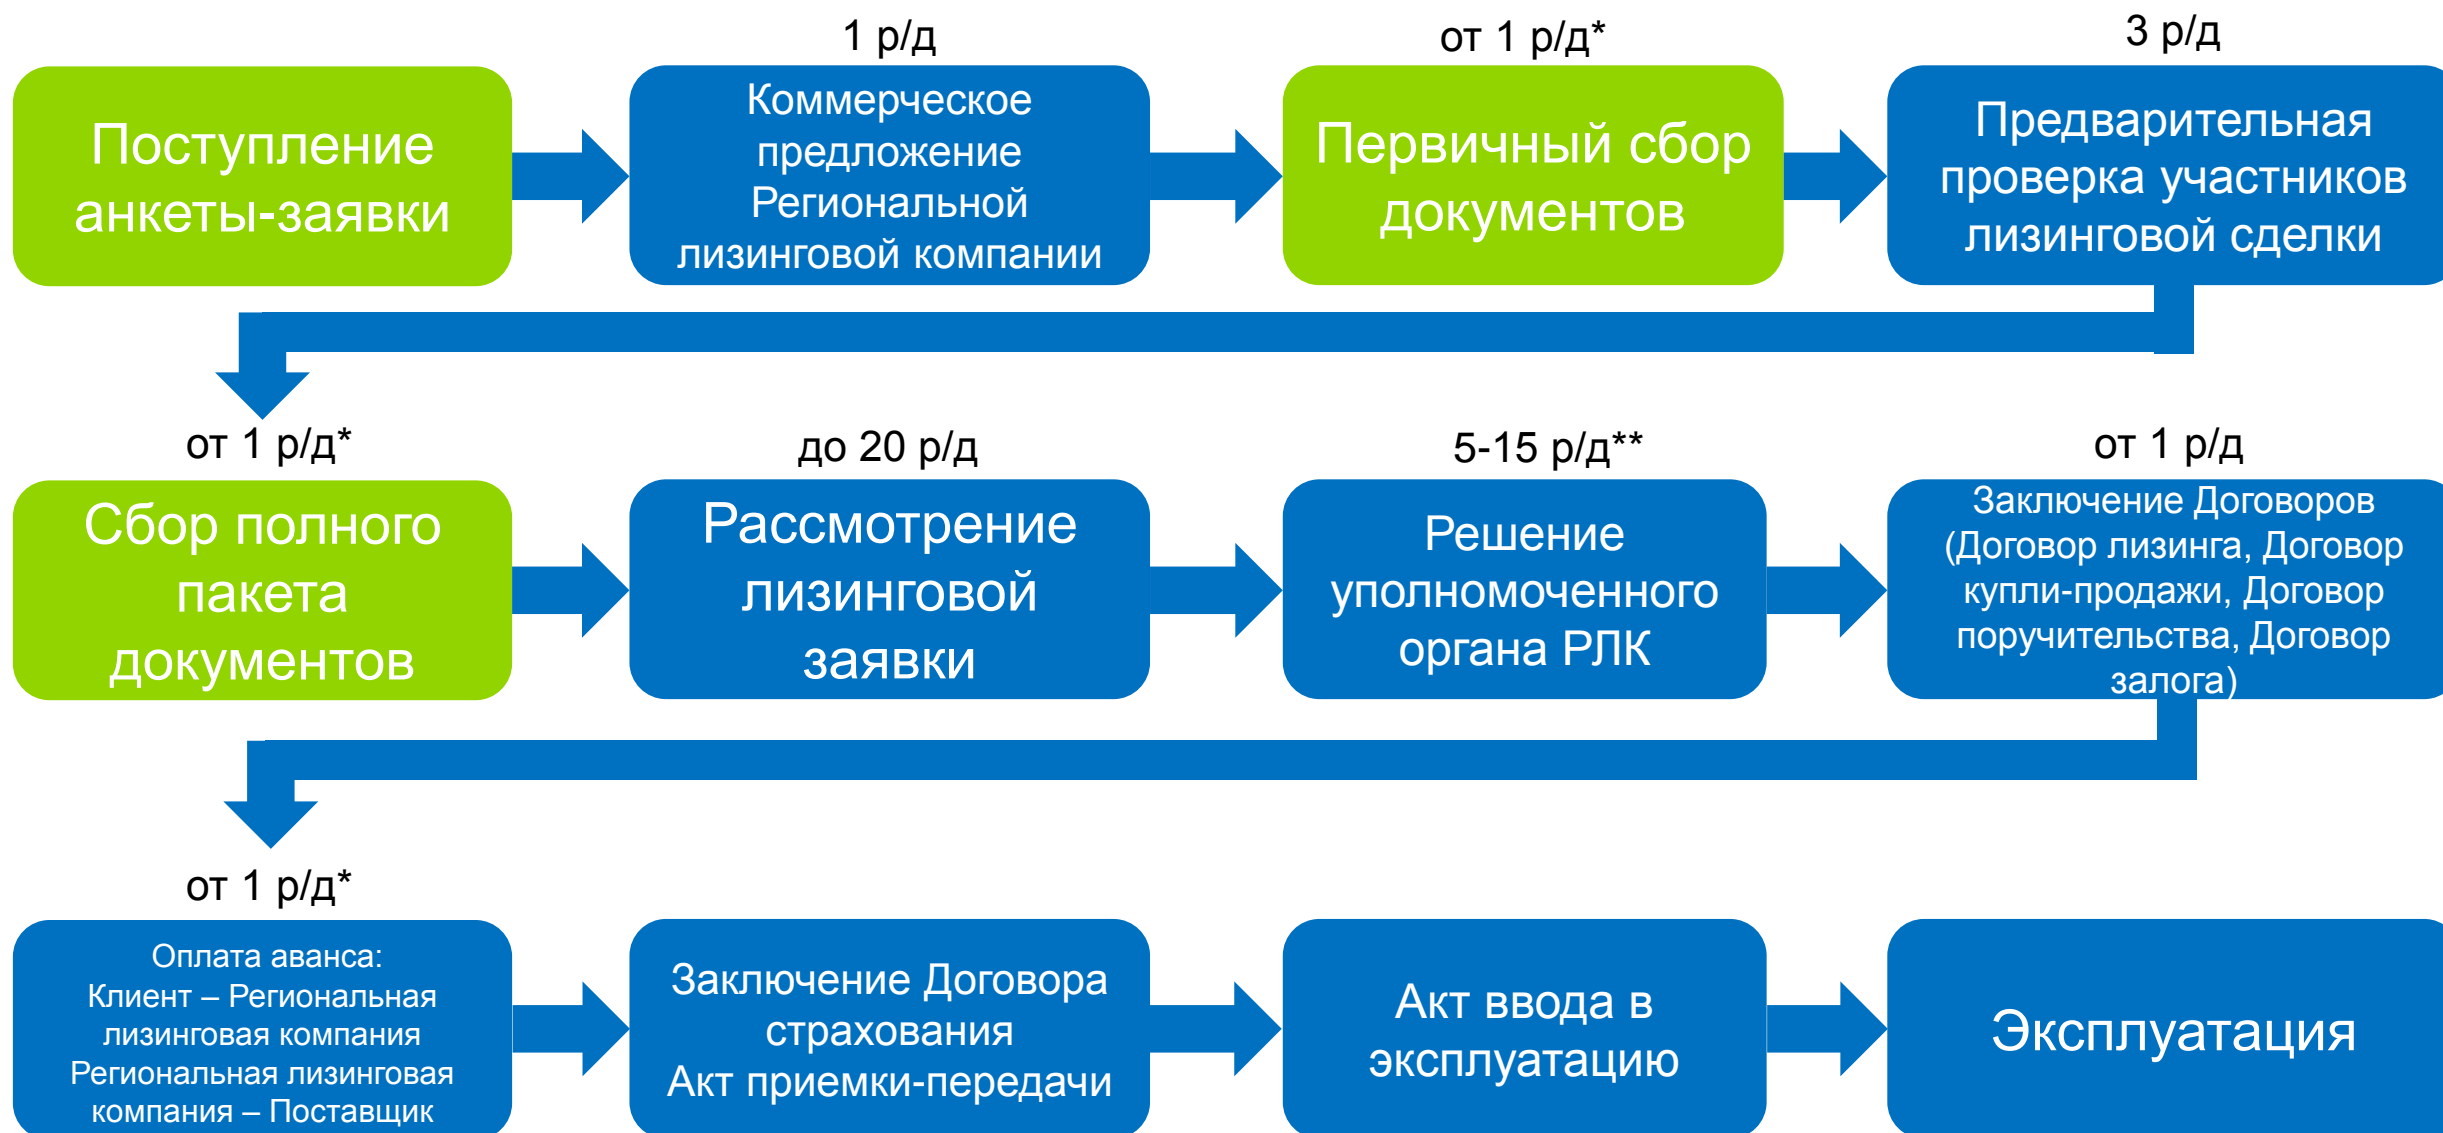 1 р/д
от 1 р/д*
3 р/д
Поступление
анкеты-заявки
Коммерческое
предложение
Региональной
лизинговой компании
Первичный сбор
документов
Предварительная
проверка участников
лизинговой сделки
от 1 р/д*
до 20 р/д
5-15 р/д**
от 1 р/д
Сбор полного
пакета
документов
Рассмотрение
лизинговой
заявки
Решение
уполномоченного
органа РЛК
Заключение Договоров
(Договор лизинга, Договор
купли-продажи, Договор
поручительства, Договор
залога)
от 1 р/д*
Оплата аванса:
Клиент – Региональная
лизинговая компания
Региональная лизинговая
компания – Поставщик
Заключение Договора
страхования
Акт приемки-передачи
Акт ввода в
эксплуатацию
Эксплуатация